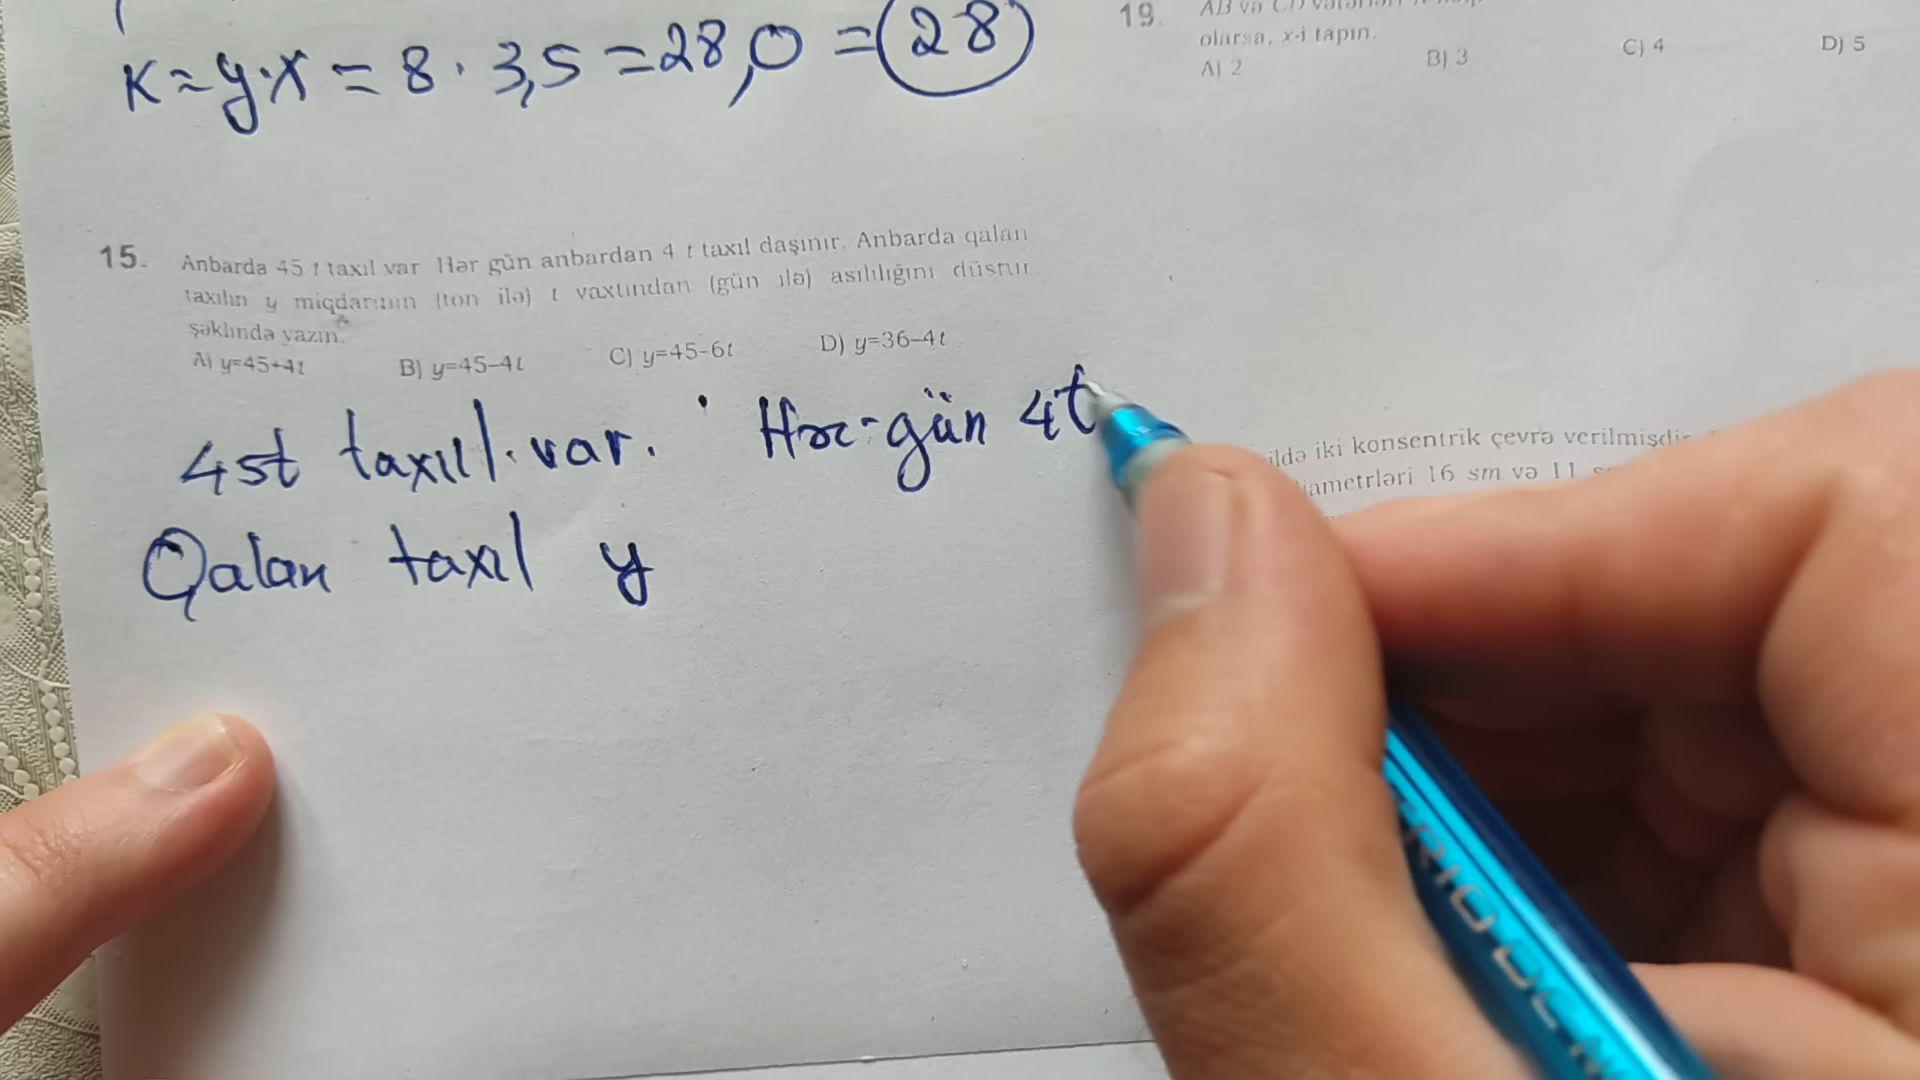 K = y·x = 8 · 3,5 = 28,0 = 28
15. Anbarda 45 t taxıl var. Hər gün anbardan 4 t taxıl daşınır. Anbarda qalan
taxılın y miqdarının (ton ilə) t vaxtından (gün ilə) asılılığını düstur
şəklində yazın.
A) y=45+4t B) y=45–4t C) y=45–6t D) y=36–4t
45t taxıl var. Hər gün 4t
Qalan taxıl y
19. AB və CD
olarsa, x-i tapın.
A) 2 B) 3 C) 4 D) 5
iki konsentrik çevrə verilmişdir
16 sm və 11